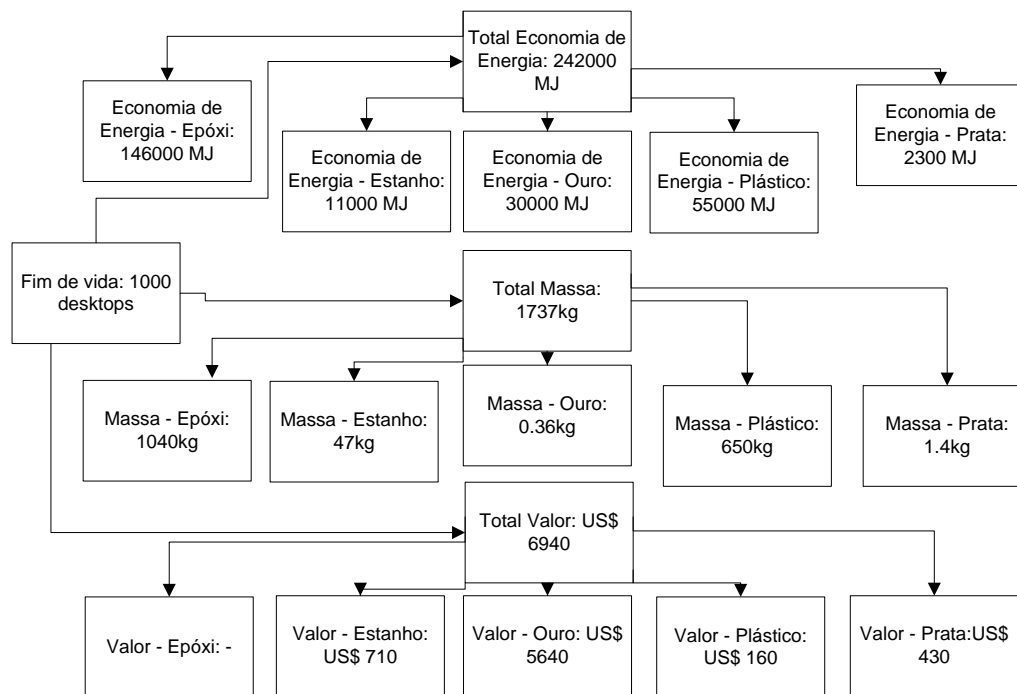 Total Economia de
Energia: 242000
MJ
Economia de
Energia - Epóxi:
146000 MJ
Economia de
Energia - Estanho:
11000 MJ
Economia de
Energia - Ouro:
30000 MJ
Economia de
Energia - Plástico:
55000 MJ
Economia de
Energia - Prata:
2300 MJ
Fim de vida: 1000
desktops
Total Massa:
1737kg
Massa - Epóxi:
1040kg
Massa - Estanho:
47kg
Massa - Ouro:
0.36kg
Massa - Plástico:
650kg
Massa - Prata:
1.4kg
Total Valor: US$
6940
Valor - Epóxi: -
Valor - Estanho:
US$ 710
Valor - Ouro: US$
5640
Valor - Plástico:
US$ 160
Valor - Prata:US$
430